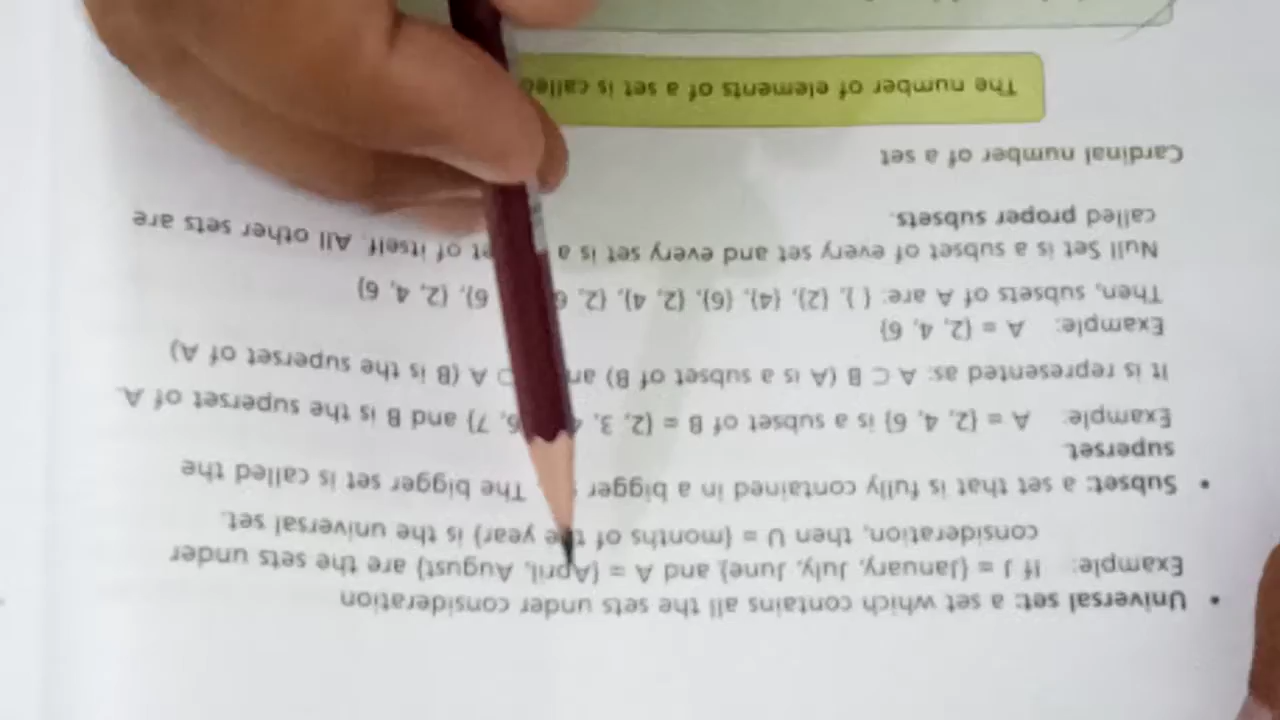 • Universal set: a set which contains all the sets under consideration
Example: If J = {January, July, June} and A = {April, August} are the sets under
consideration, then U = {months of the year} is the universal set.
• Subset: a set that is fully contained in a bigger The bigger set is called the
superset
Example: A = {2, 4, 6} is a subset of B = {2, 3, 6, 7} and B is the superset of A.
It is represented as: A ⊂ B (A is a subset of B) ⊃ A (B is the superset of A)
Example: A = {2, 4, 6}
Then, subsets of A are: { }, {2}, {4}, {6}, {2, 4}, {2, 6}, {2, 4, 6}
Null Set is a subset of every set and every set is a of itself. All other sets are
called proper subsets.
Cardinal number of a set
The number of elements of a set is called